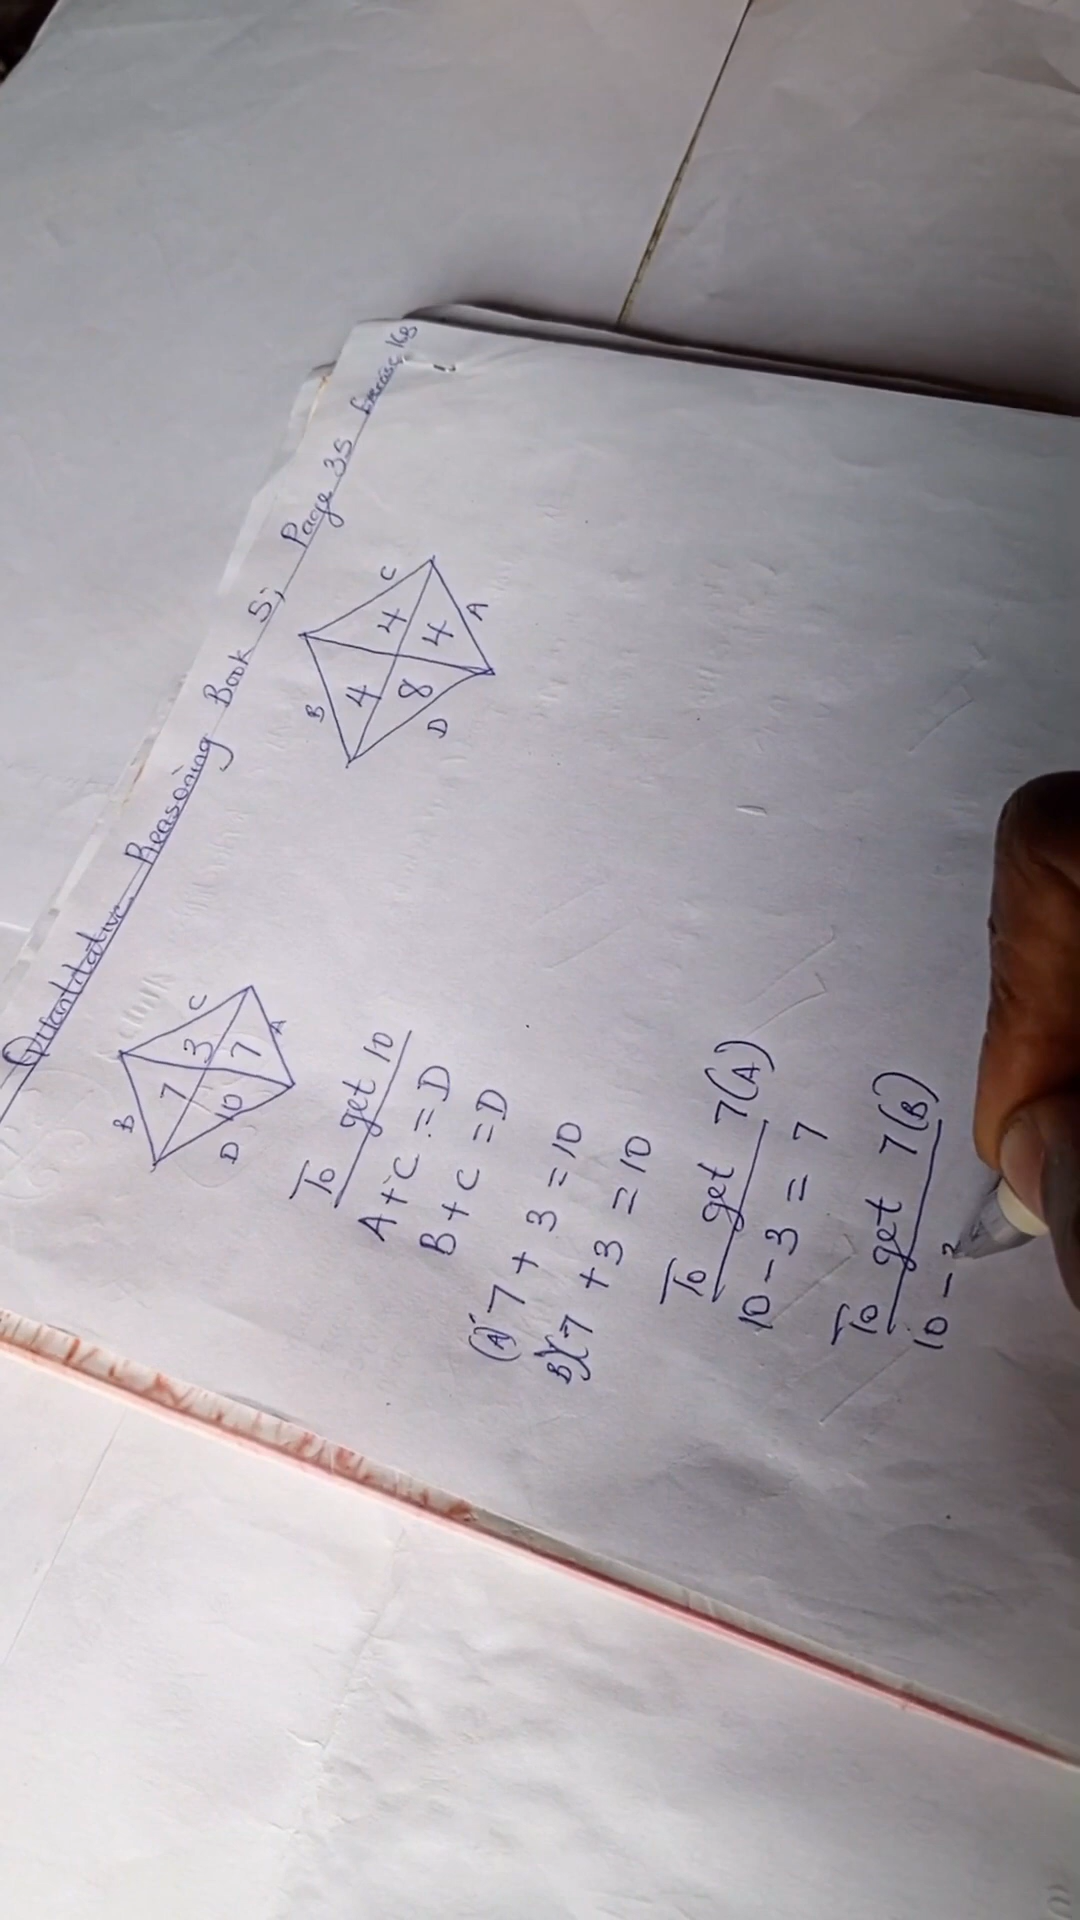 Quantitative Reasoning Book 5; Page 35 Exercise 16B
B C
7 3
10 7
D A
B C
4 4
8 4
D A
To get 10
A + C = D
B + C = D
(A) 7 + 3 = 10
B) 7 + 3 = 10
To get 7(A)
10 - 3 = 7
To get 7(B)
10 -